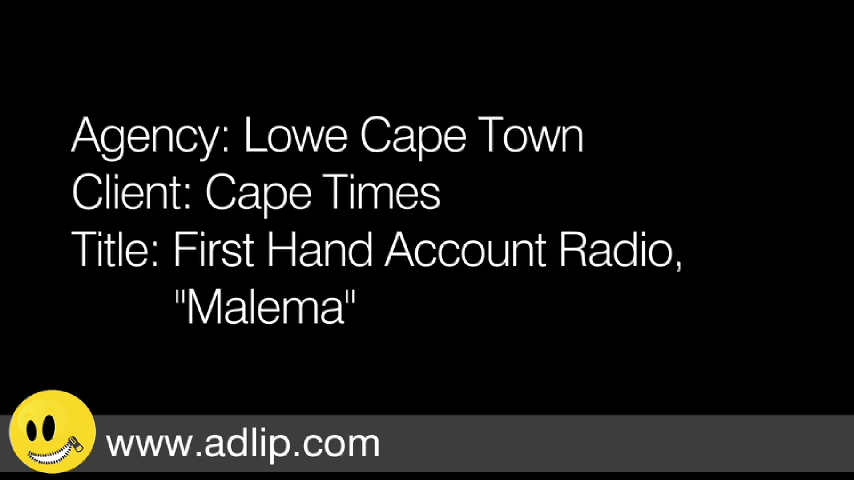 Agency: Lowe Cape Town
Client: Cape Times
Title: First Hand Account Radio,
"Malema"
www.adlip.com